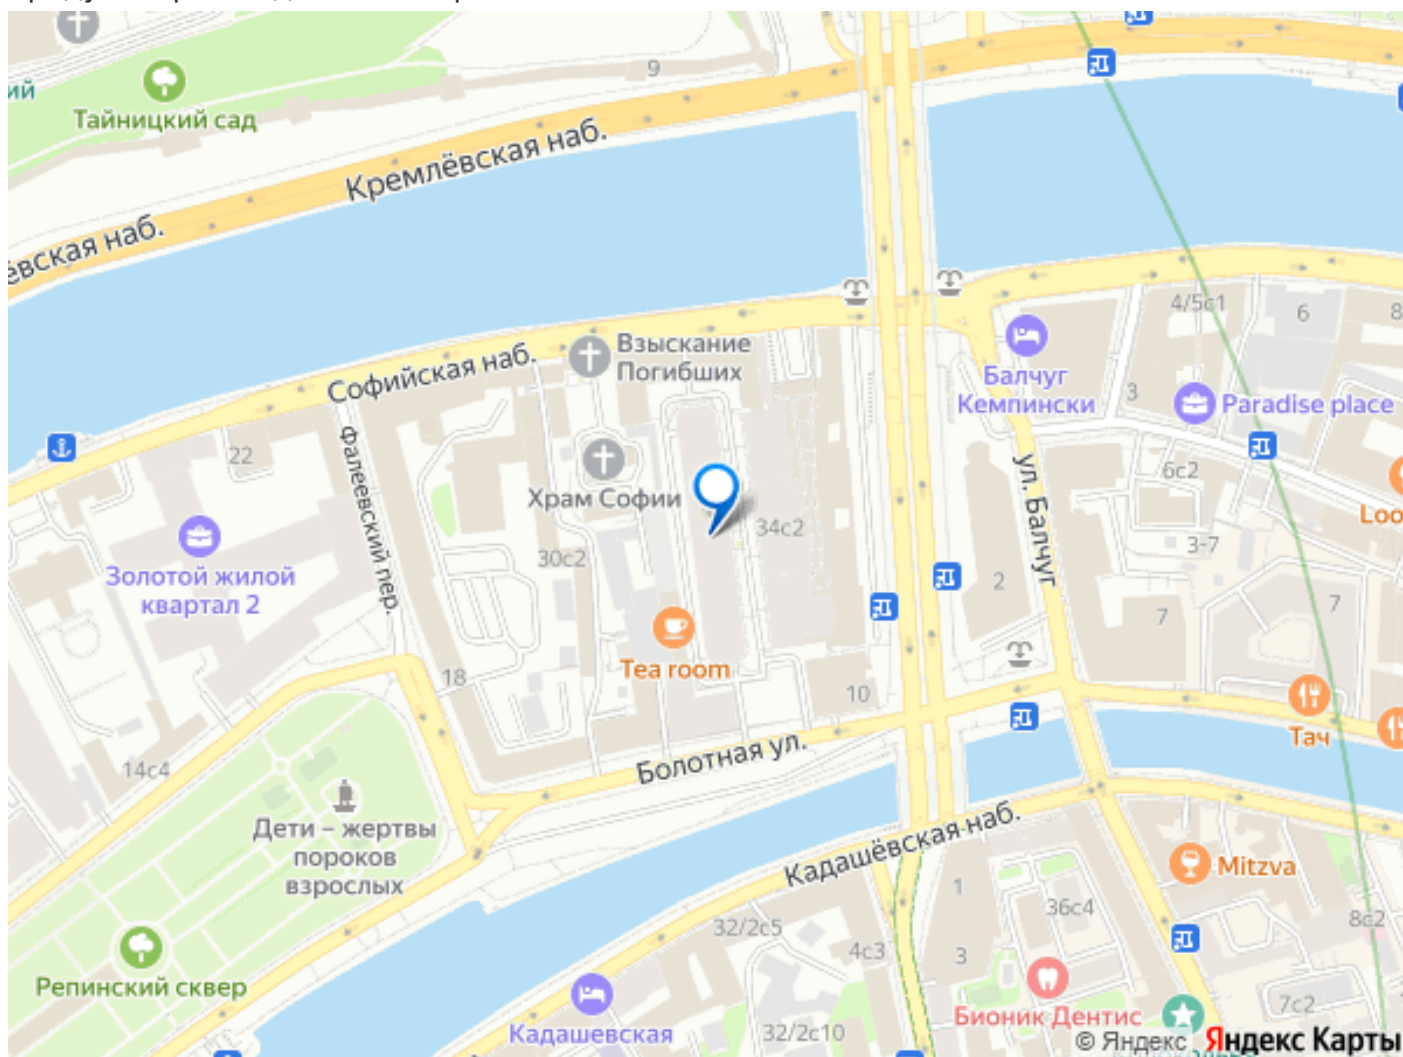 9
ий
Тайницкий сад
Кремлёвская наб.
ёвская наб.
4/5с1
6
8
Взыскание
Погибших
Софийская наб.
Балчуг
Кемпински
3
Paradise place
22
Фалеевский пер.
Храм Софии
ул. Балчуг
6с2
Loo
34с2
3-7
30с2
Золотой жилой
квартал 2
2
7
7
Tea room
18
10
Тач
Болотная ул.
14с4
Дети – жертвы
пороков
взрослых
Кадашёвская наб.
Mitzva
1
36с4
32/2с5
8с2
4с3
3
Репинский сквер
Бионик Дентис
7с2
Кадашевская
32/2с10
© Яндекс Яндекс Карты